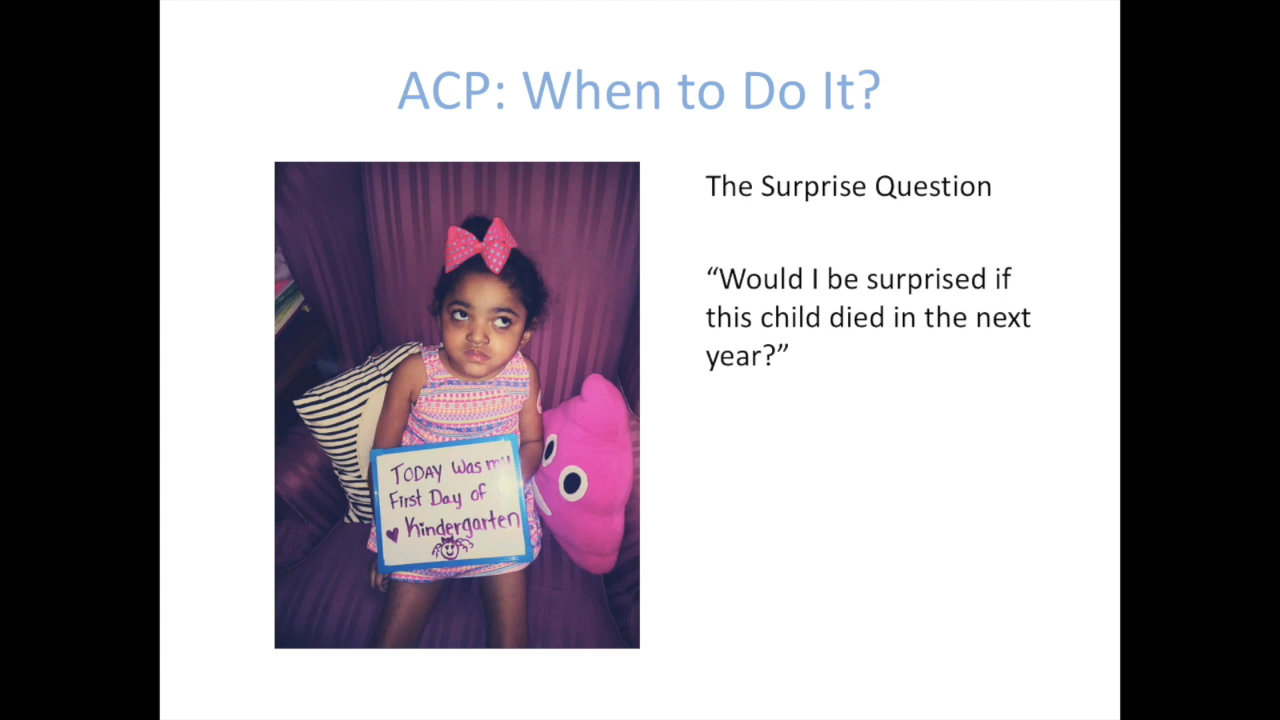 ACP: When to Do It?
The Surprise Question
“Would I be surprised if
this child died in the next
year?”
TODAY Was my
First Day of
Kindergarten